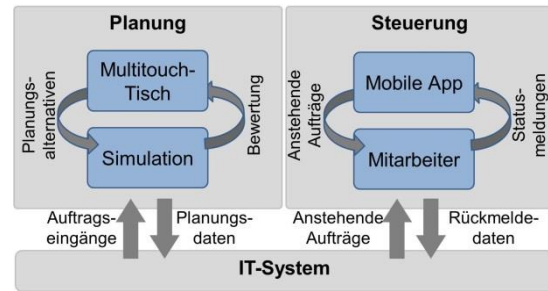 Planung
Multitouch-
Tisch
Planungs-
alternativen
Bewertung
Simulation
Steuerung
Mobile App
Anstehende
Aufträge
Status-
meldungen
Mitarbeiter
Auftrags-
eingänge
Planungs-
daten
Anstehende
Aufträge
Rückmelde-
daten
IT-System